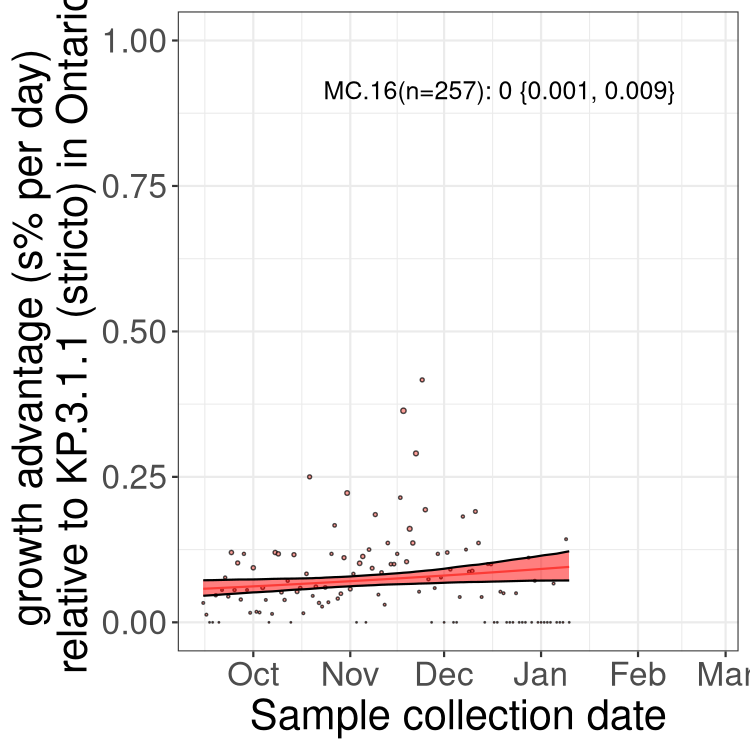 growth advantage (s% per day)
relative to KP.3.1.1 (stricto) in Ontario
1.00
0.75
0.50
0.25
0.00
MC.16(n=257): 0 {0.001, 0.009}
Oct Nov Dec Jan Feb Mar
Sample collection date